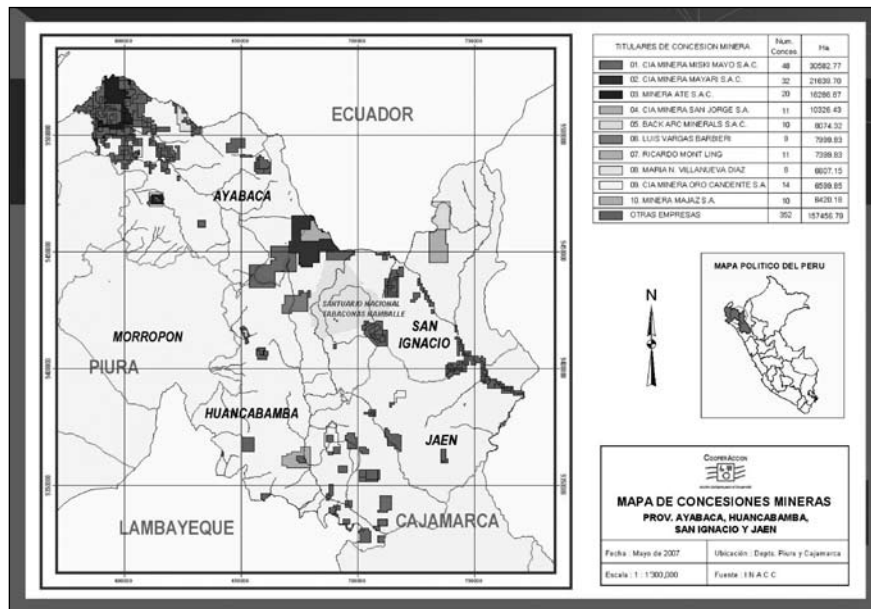 ECUADOR
AYABACA
SANTUARIO NACIONAL
TABACONAS NAMBALLE
SAN
IGNACIO
MORROPON
PIURA
HUANCABAMBA
JAEN
LAMBAYEQUE
CAJAMARCA
TITULARES DE CONCESION MINERA Num. Conces. Ha
01. CIA MINERA MISKI MAYO S.A.C. 48 30582.77
02. CIA MINERA MAYARI S.A.C. 32 21639.70
03. MINERA ATE S.A.C. 20 16266.67
04. CIA MINERA SAN JORGE S.A. 11 10326.43
05. BACK ARC MINERALS S.A.C. 10 8074.32
06. LUIS VARGAS BARBIERI 9 7999.83
07. RICARDO MONT LING 11 7399.83
08. MARIA N. VILLANUEVA DIAZ 8 6807.15
09. CIA MINERA ORO CANDENTE S.A. 14 6599.85
10. MINERA MAJAZ S.A. 10 6420.18
OTRAS EMPRESAS 352 157456.79
MAPA POLITICO DEL PERU
N
COOPERACCION
MAPA DE CONCESIONES MINERAS
PROV. AYABACA, HUANCABAMBA,
SAN IGNACIO Y JAEN
Fecha : Mayo de 2007 Ubicación : Depts. Piura y Cajamarca
Escala : 1 : 1'300,000 Fuente : I N A C C